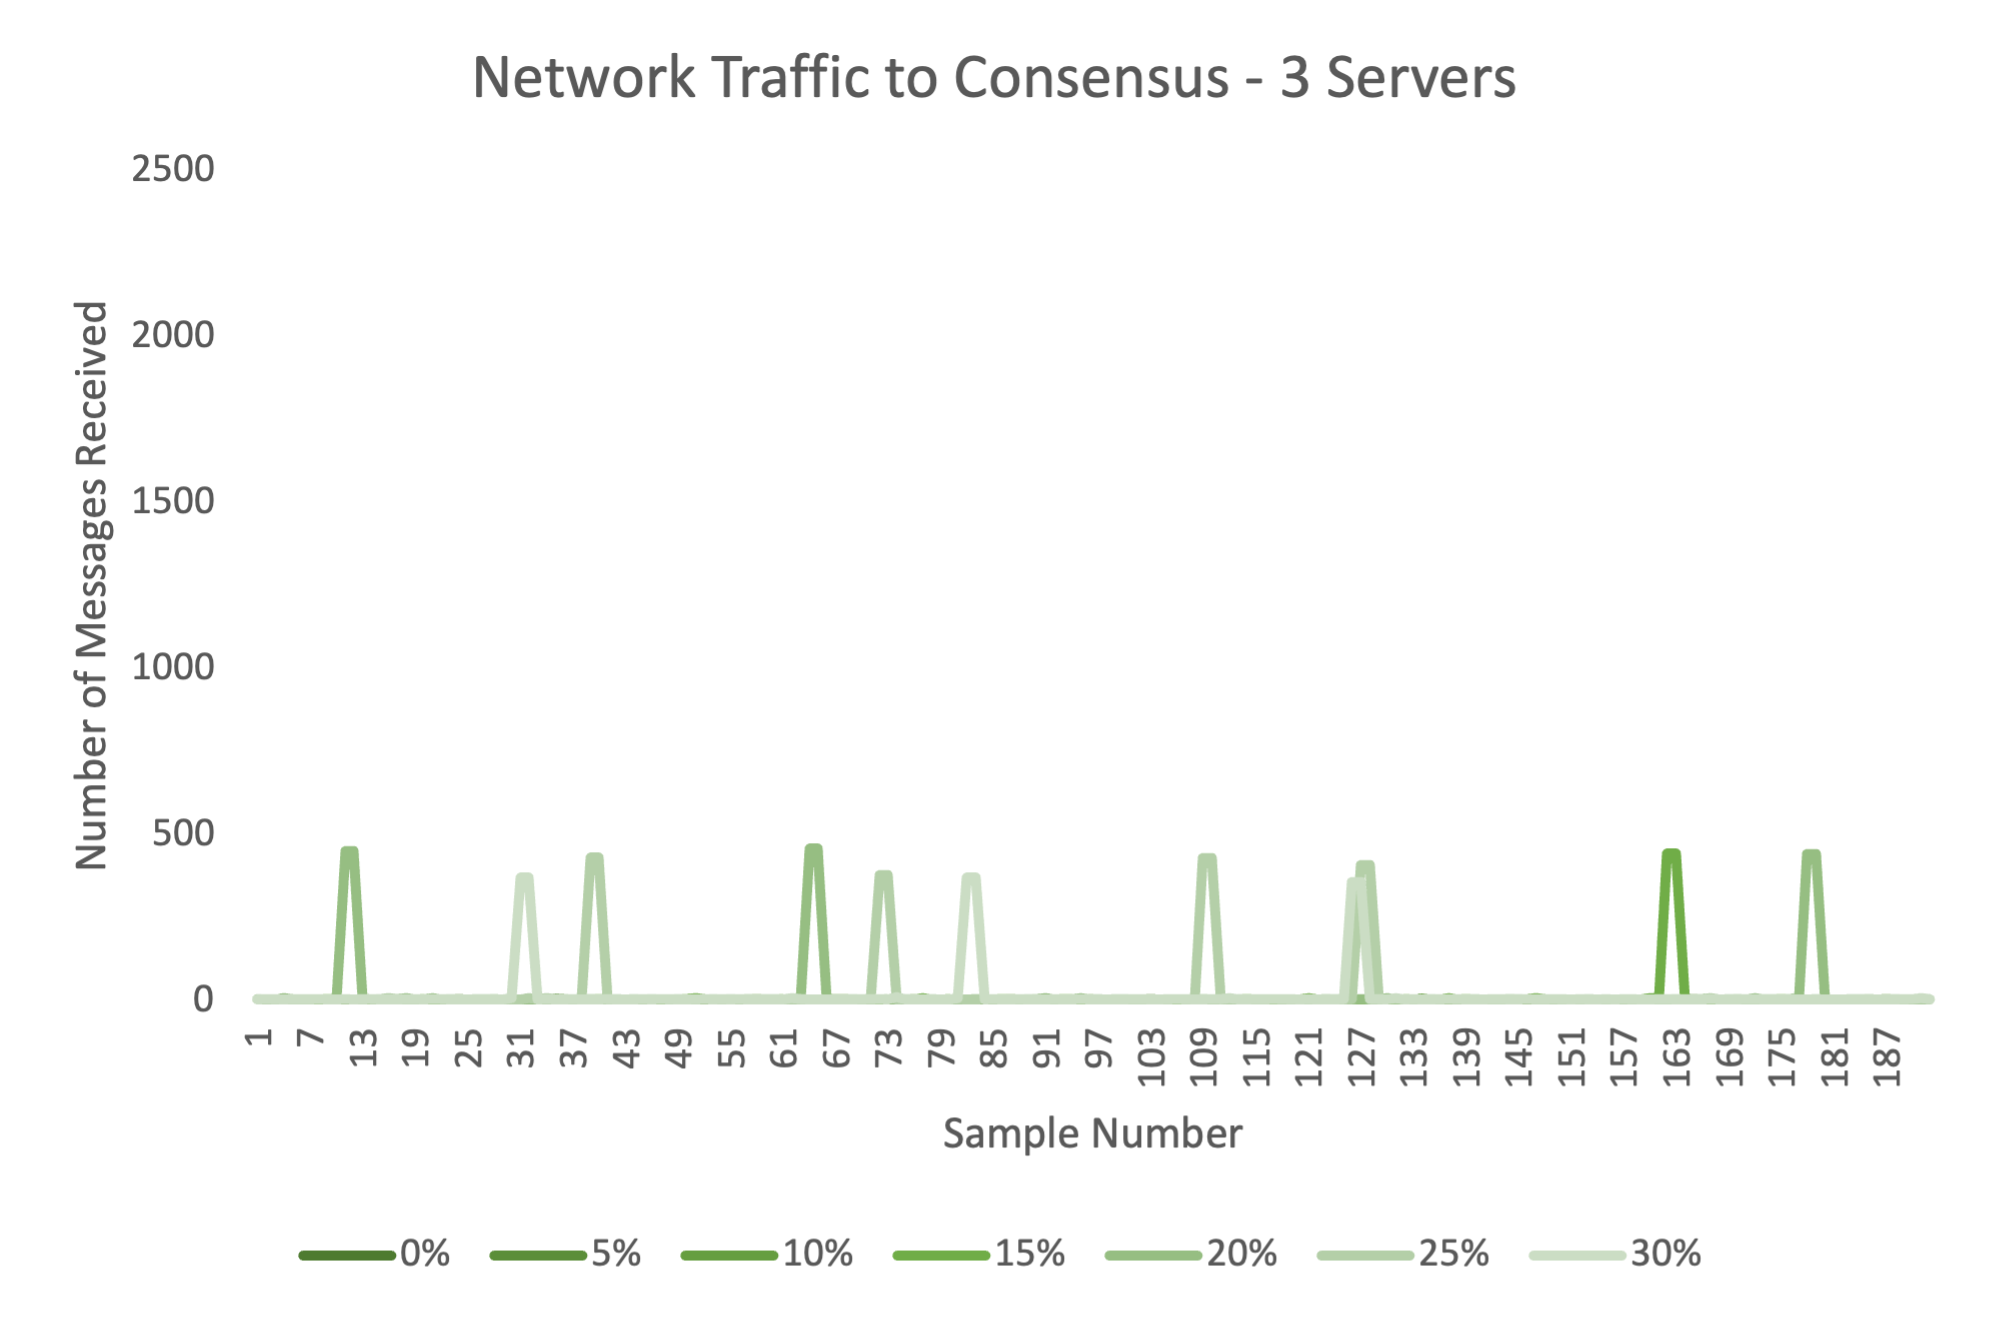 Network Traffic to Consensus - 3 Servers
Number of Messages Received
2500
2000
1500
1000
500
0
1 7 13 19 25 31 37 43 49 55 61 67 73 79 85 91 97 103 109 115 121 127 133 139 145 151 157 163 169 175 181 187
Sample Number
0% 5% 10% 15% 20% 25% 30%